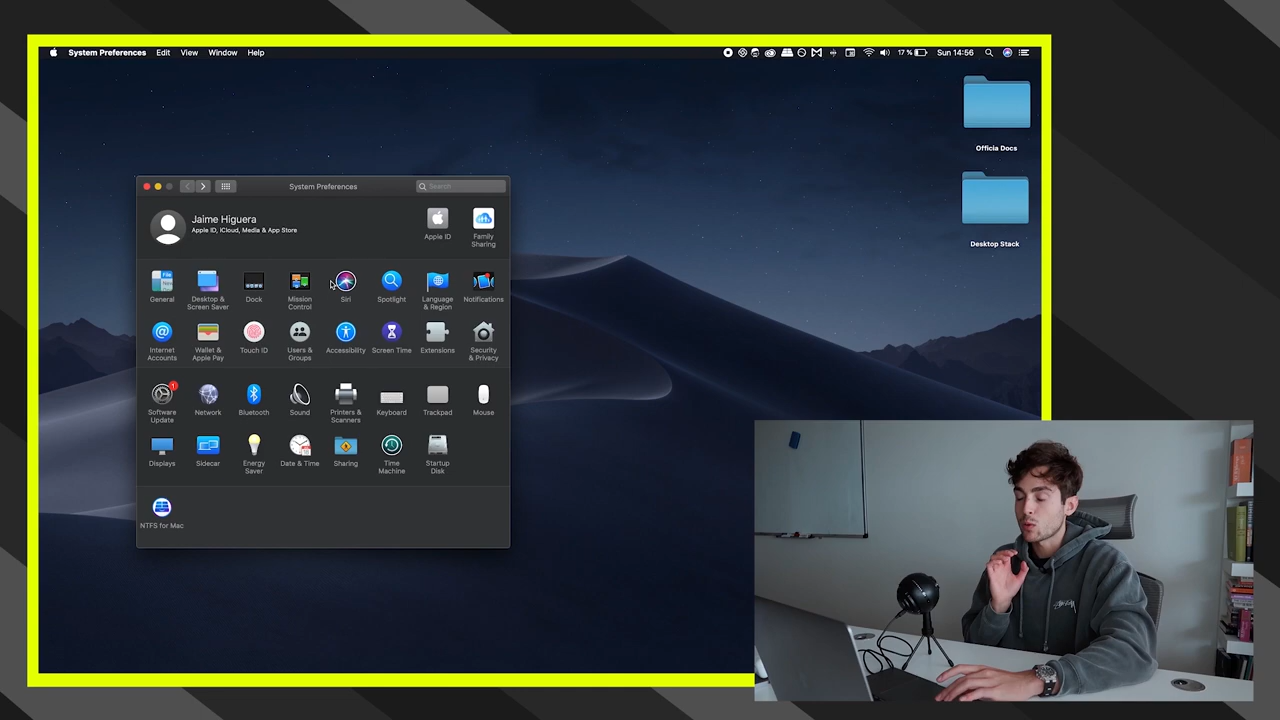 System Preferences Edit View Window Help
17% Sun 14:56
Officia Docs
Desktop Stack
System Preferences
Search
Jaime Higuera
Apple ID, iCloud, Media & App Store
Apple ID
Family
Sharing
General
Desktop &
Screen Saver
Dock
Mission
Control
Siri
Spotlight
Language
& Region
Notifications
Internet
Accounts
Wallet &
Apple Pay
Touch ID
Users &
Groups
Accessibility
Screen Time
Extensions
Security
& Privacy
1
Software
Update
Network
Bluetooth
Sound
Printers &
Scanners
Keyboard
Trackpad
Mouse
Displays
Sidecar
Energy
Saver
Date & Time
Sharing
Time
Machine
Startup
Disk
NTFS for Mac